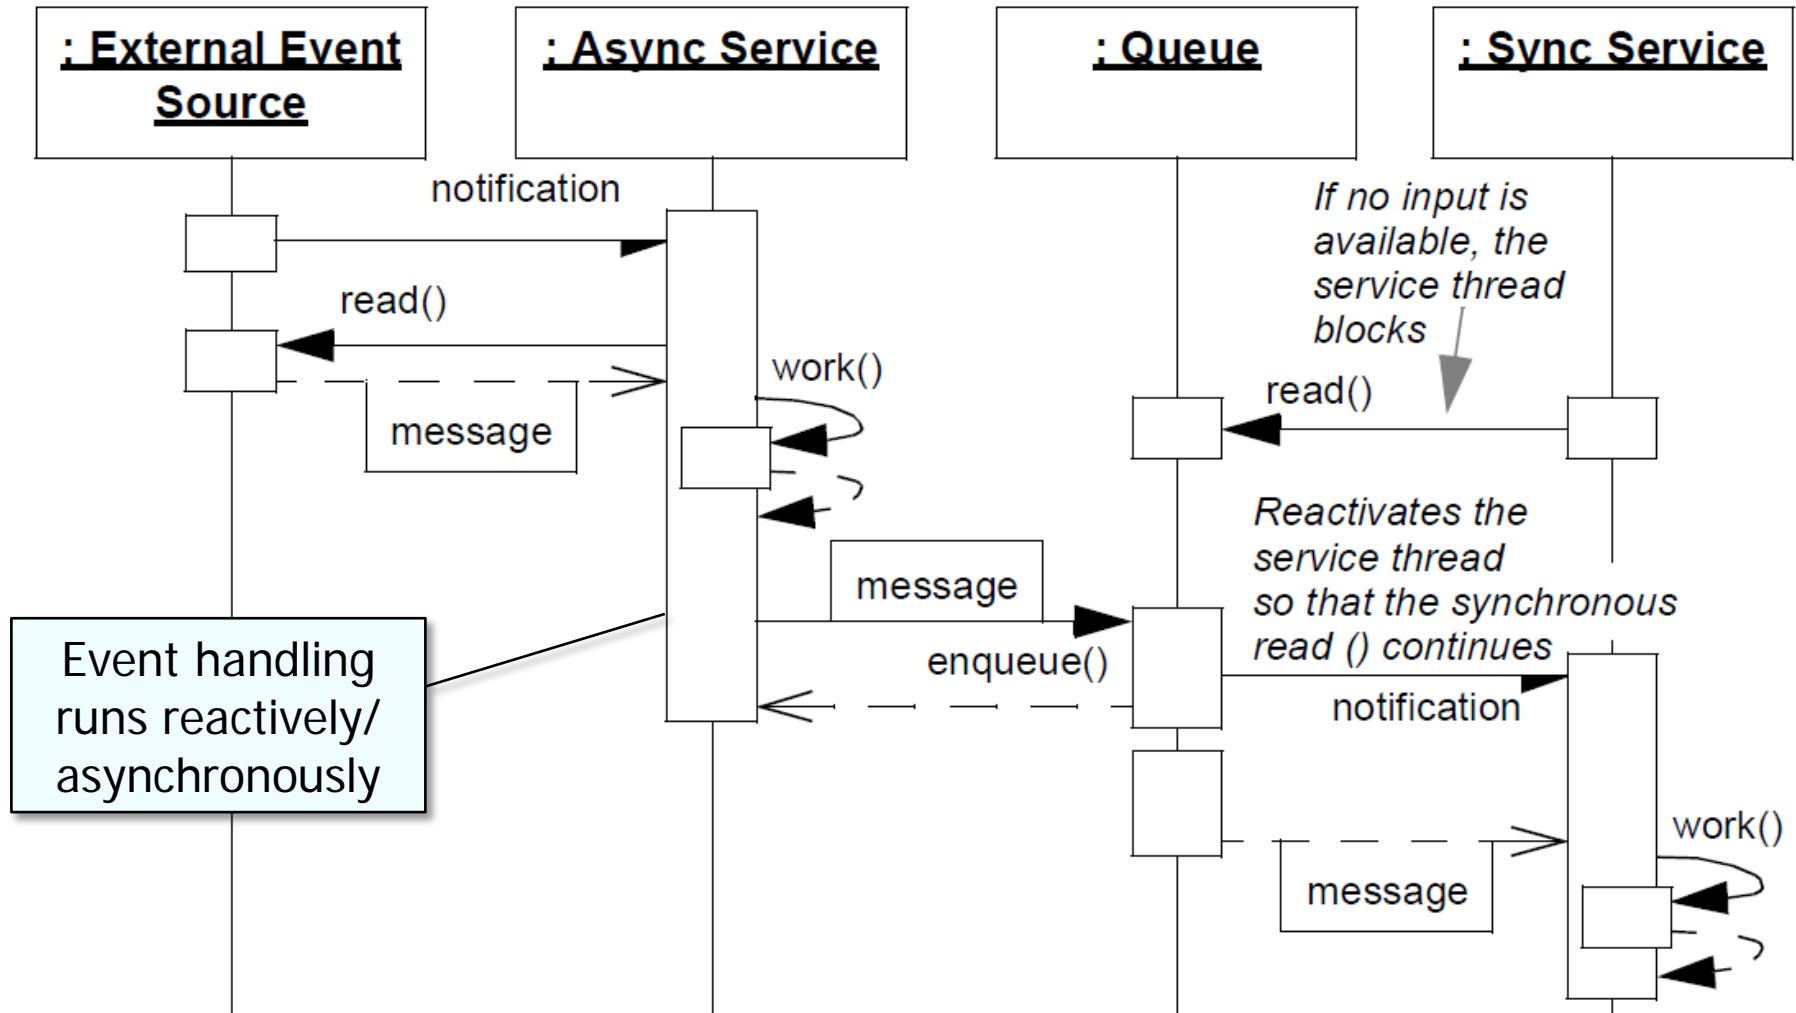 : External Event
Source
: Async Service
: Queue
: Sync Service
notification
If no input is
available, the
service thread
blocks
read()
work()
read()
message
Reactivates the
service thread
so that the synchronous
read () continues
message
enqueue()
notification
Event handling
runs reactively/
asynchronously
work()
message